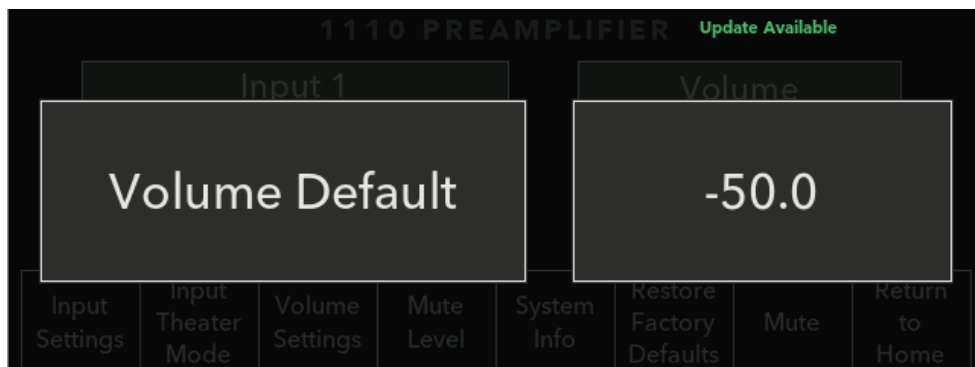 1110 PREAMPLIFIER Update Available
Input 1 Volume
Volume Default -50.0
Input Settings
Input Theater Mode
Volume Settings
Mute Level
System Info
Restore Factory Defaults
Mute
Return to Home